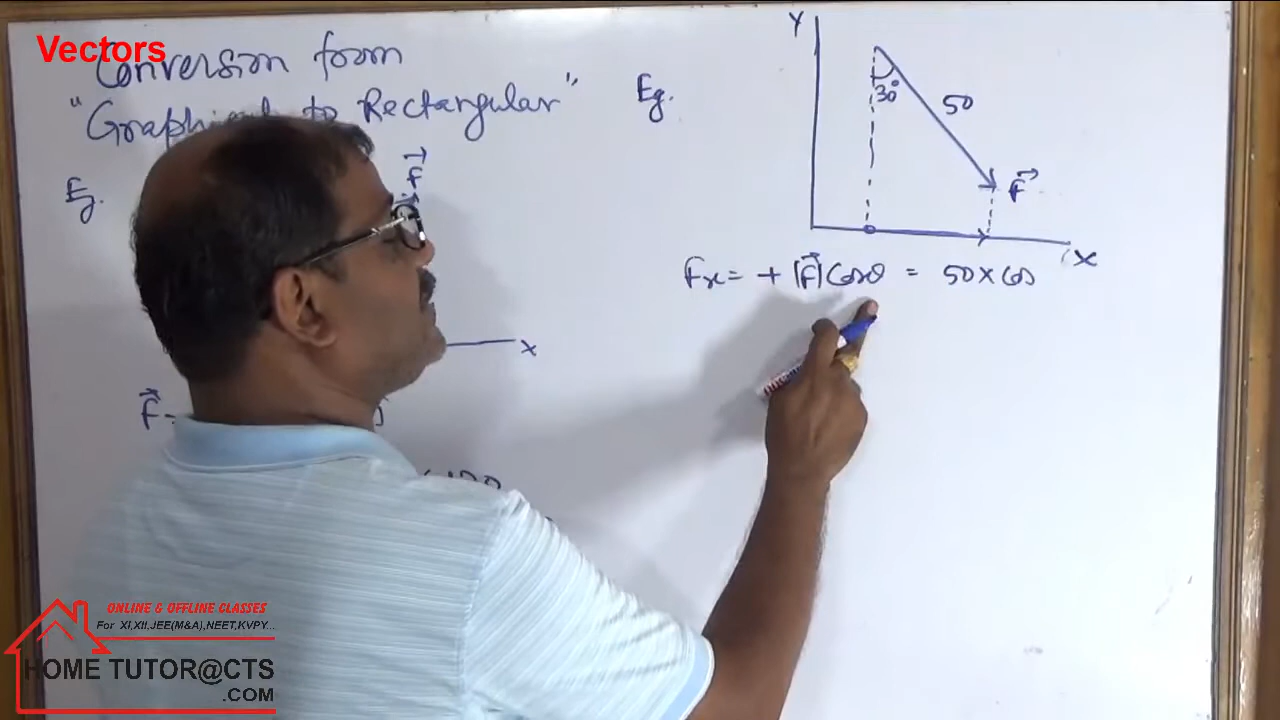 Vectors
Conversion form
"Graphical to Rectangular"
Eg.
F
x
F
Eg.
Y
30°
50
F
x
Fx = + |F| Cosθ = 50 x Cos
ONLINE & OFFLINE CLASSES
For XI,XII,JEE(M&A),NEET,KVPY...
HOME TUTOR@CTS
.COM